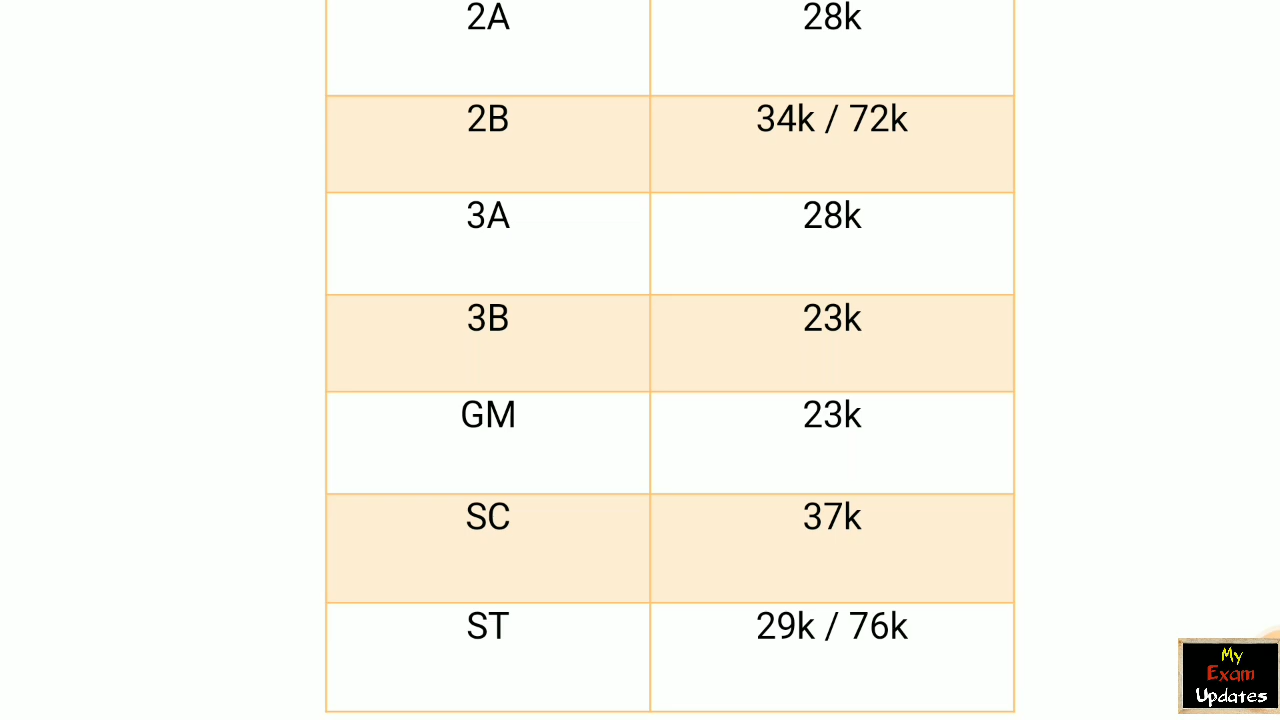 2A 28k
2B 34k / 72k
3A 28k
3B 23k
GM 23k
SC 37k
ST 29k / 76k
My
Exam
Updates